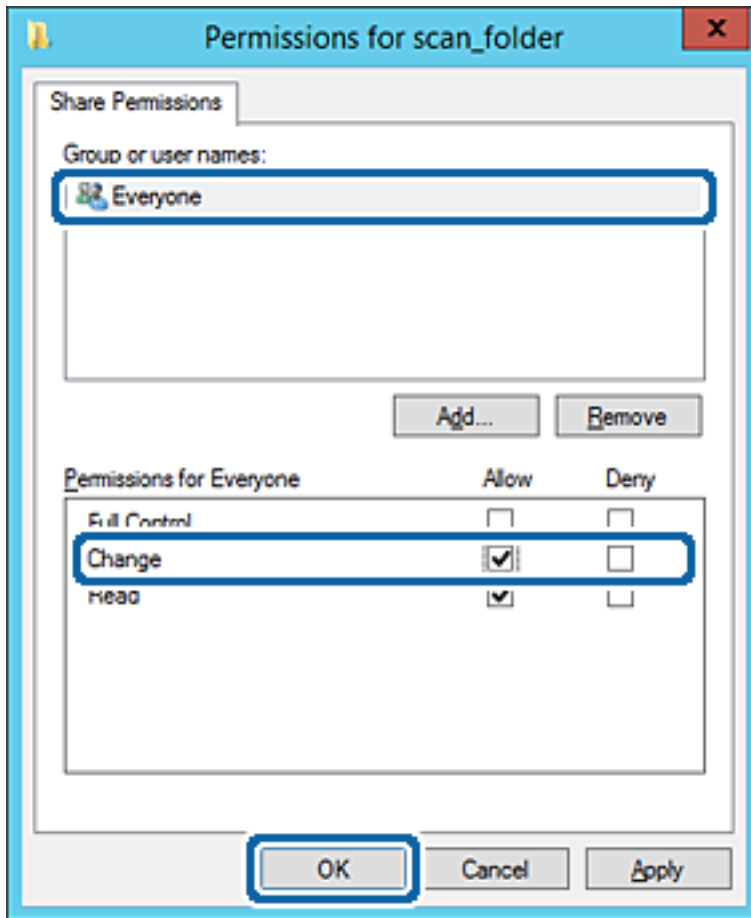 Permissions for scan_folder
x
Share Permissions
Group or user names:
Everyone
Add...
Remove
Permissions for Everyone Allow Deny
Full Control
Change
Read
OK Cancel Apply